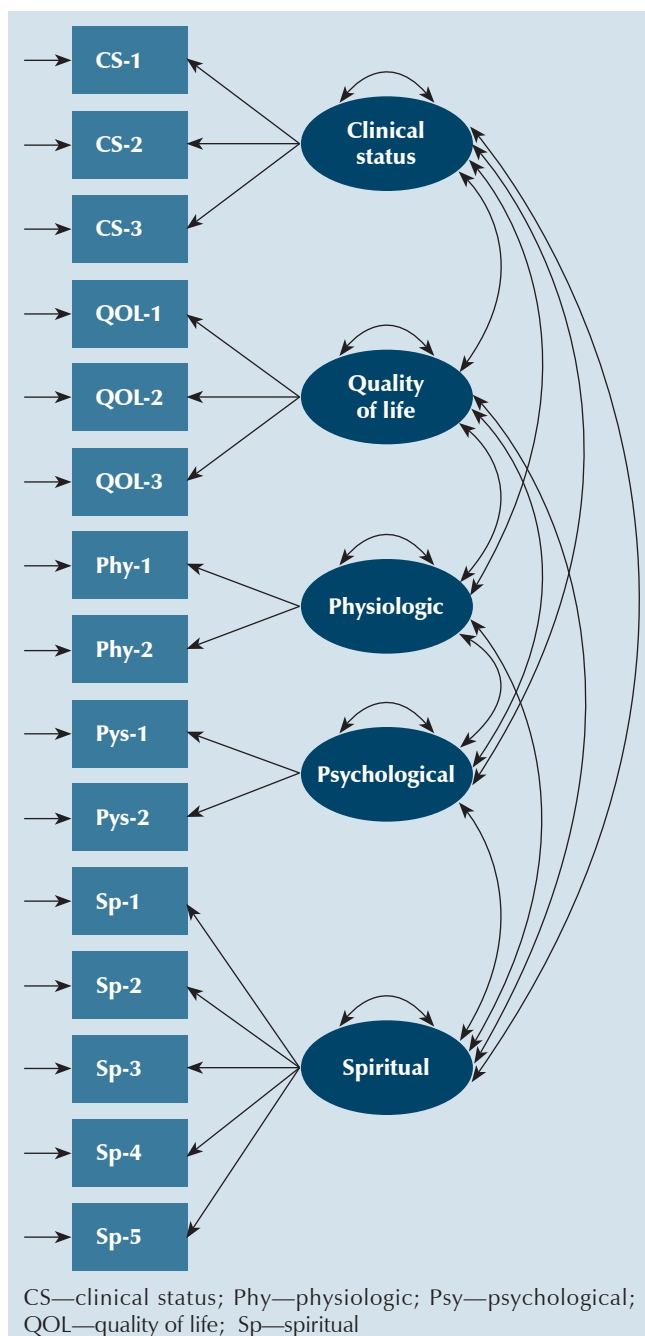 CS-1
Clinical
status
CS-2
CS-3
QOL-1
Quality
of life
QOL-2
QOL-3
Phy-1
Physiologic
Phy-2
Pys-1
Psychological
Pys-2
Sp-1
Sp-2
Sp-3
Spiritual
Sp-4
Sp-5
CS—clinical status; Phy—physiologic; Psy—psychological;
QOL—quality of life; Sp—spiritual